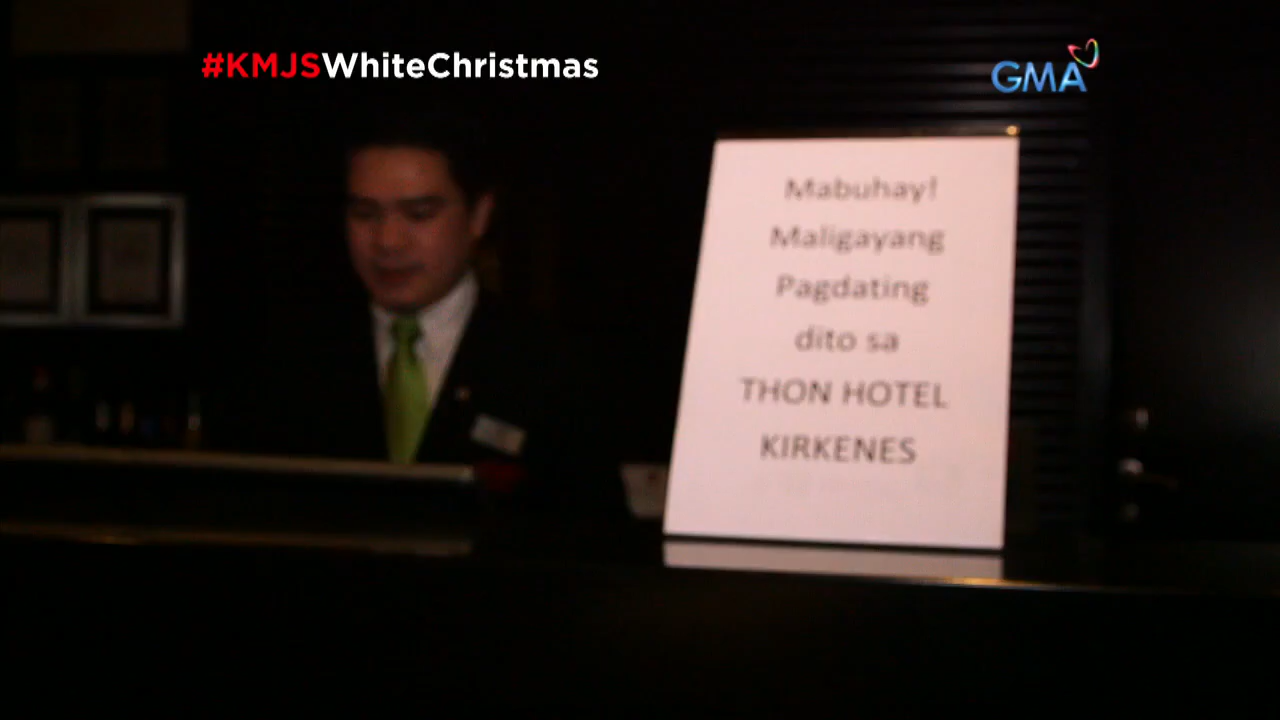 #KMJSWhiteChristmas
GMA
Mabuhay!
Maligayang
Pagdating
dito sa
THON HOTEL
KIRKENES